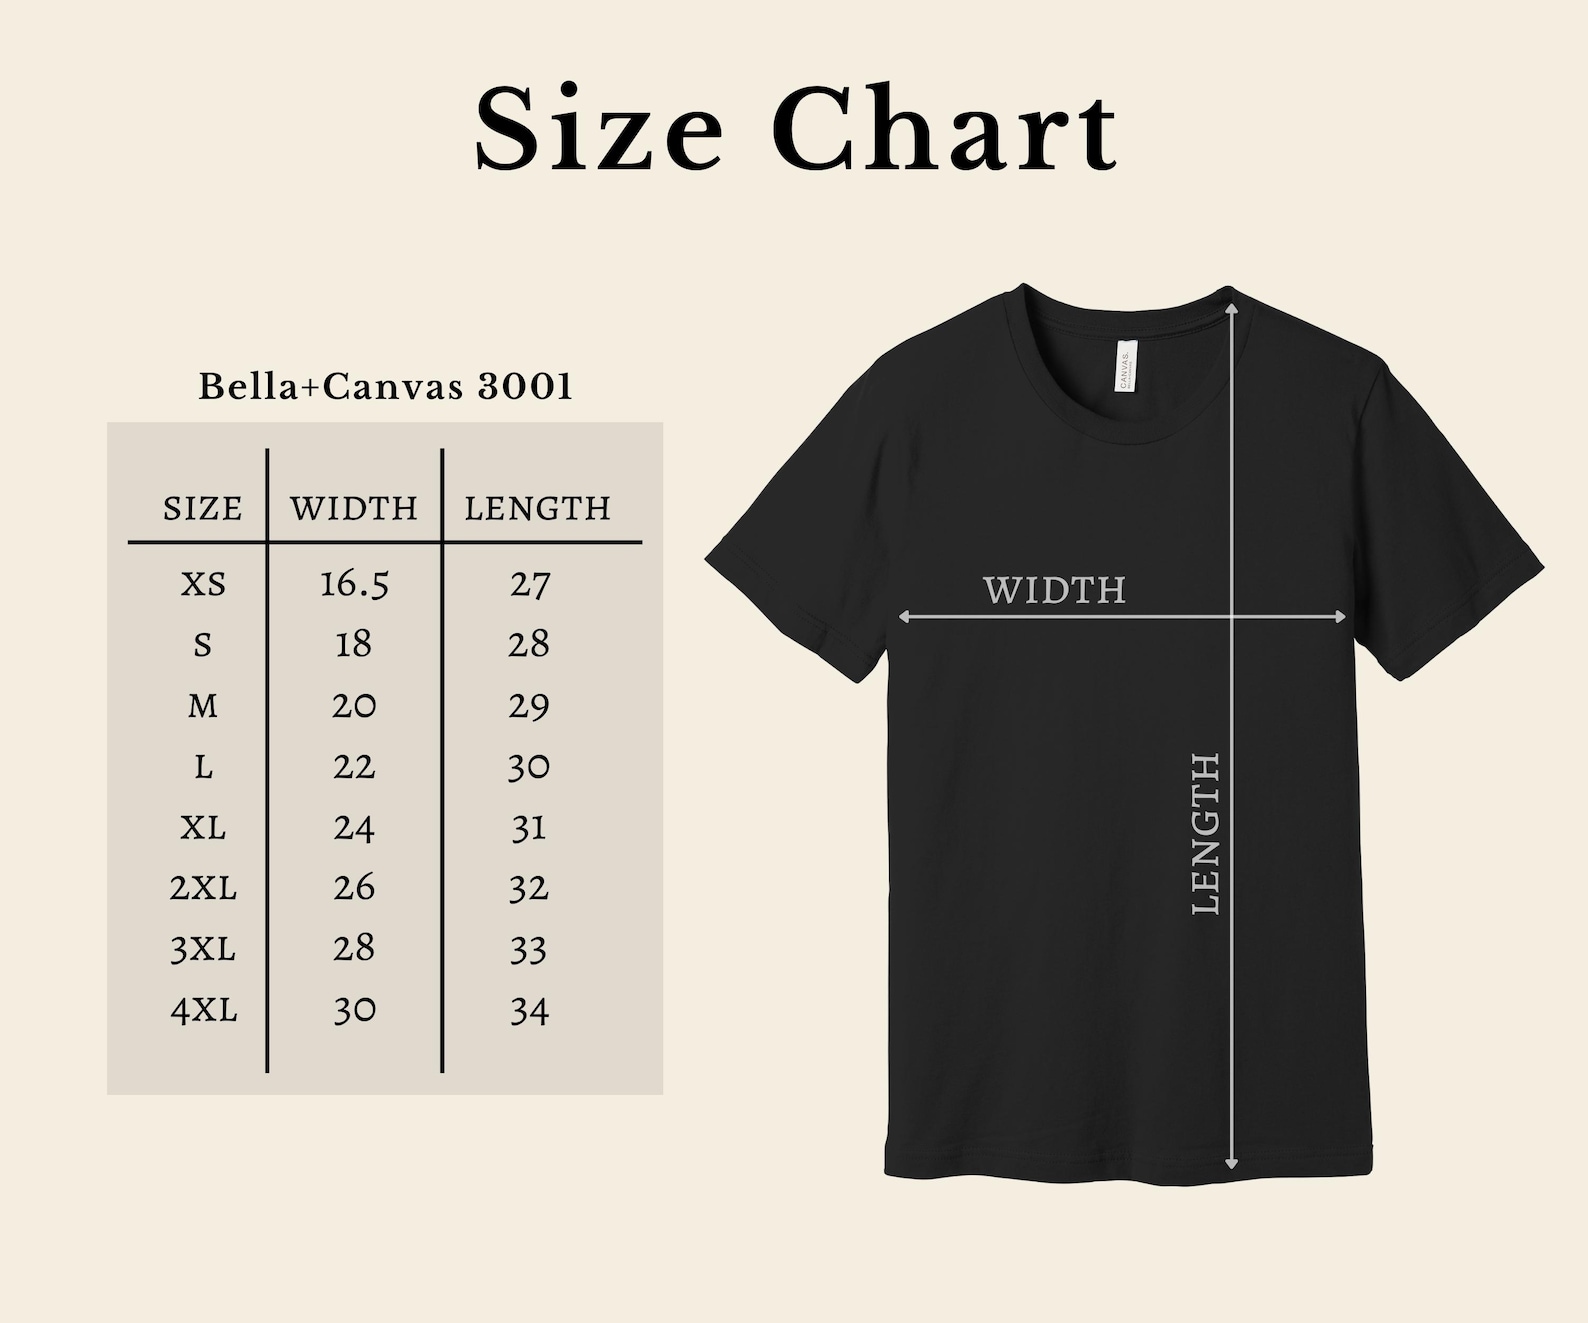 Size Chart
Bella+Canvas 3001
SIZE WIDTH LENGTH
XS 16.5 27
S 18 28
M 20 29
L 22 30
XL 24 31
2XL 26 32
3XL 28 33
4XL 30 34
CANVAS.
WIDTH
LENGTH